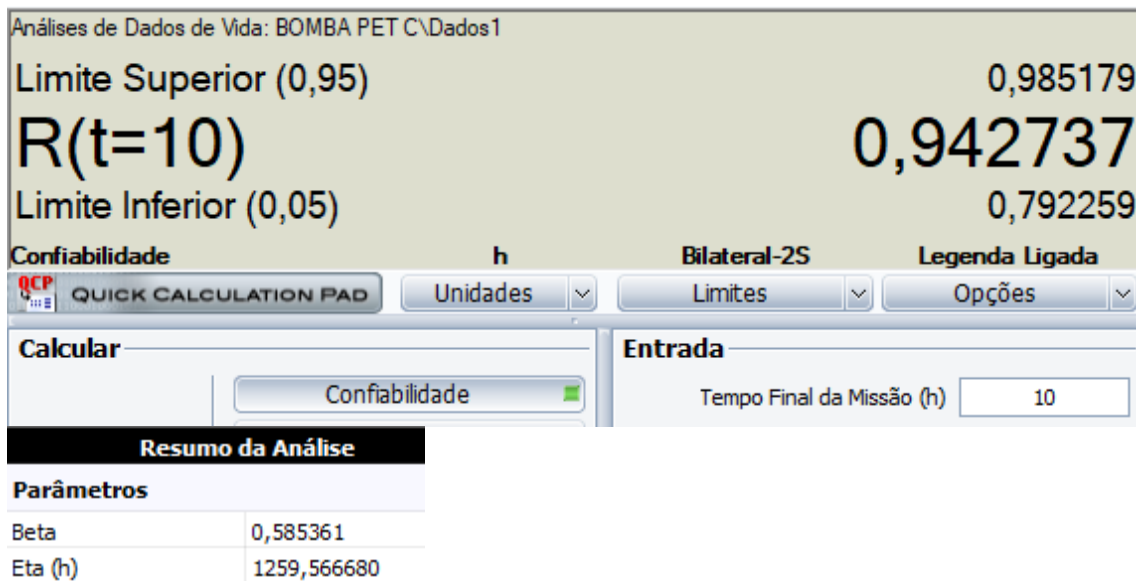 Análises de Dados de Vida: BOMBA PET C\Dados1
Limite Superior (0,95) 0,985179
R(t=10) 0,942737
Limite Inferior (0,05) 0,792259
Confiabilidade h Bilateral-2S Legenda Ligada
QCP QUICK CALCULATION PAD Unidades Limites Opções
Calcular Entrada
Confiabilidade Tempo Final da Missão (h) 10
Resumo da Análise
Parâmetros
Beta 0,585361
Eta (h) 1259,566680